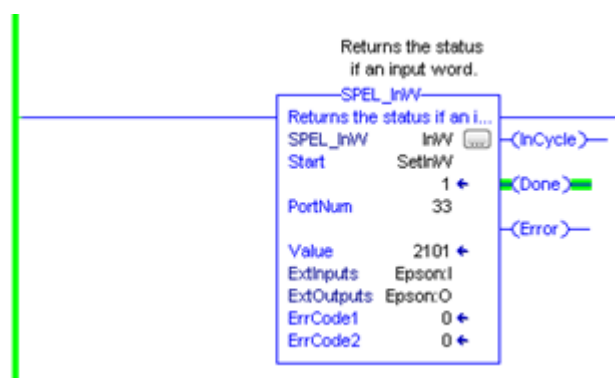 Returns the status
if an input word.
SPEL_InW
Returns the status if an i...
SPEL_InW InW ...
Start SetInW
1
PortNum 33
Value 2101
ExtInputs Epson:I
ExtOutputs Epson:O
ErrCode1 0
ErrCode2 0
(InCycle)
(Done)
(Error)